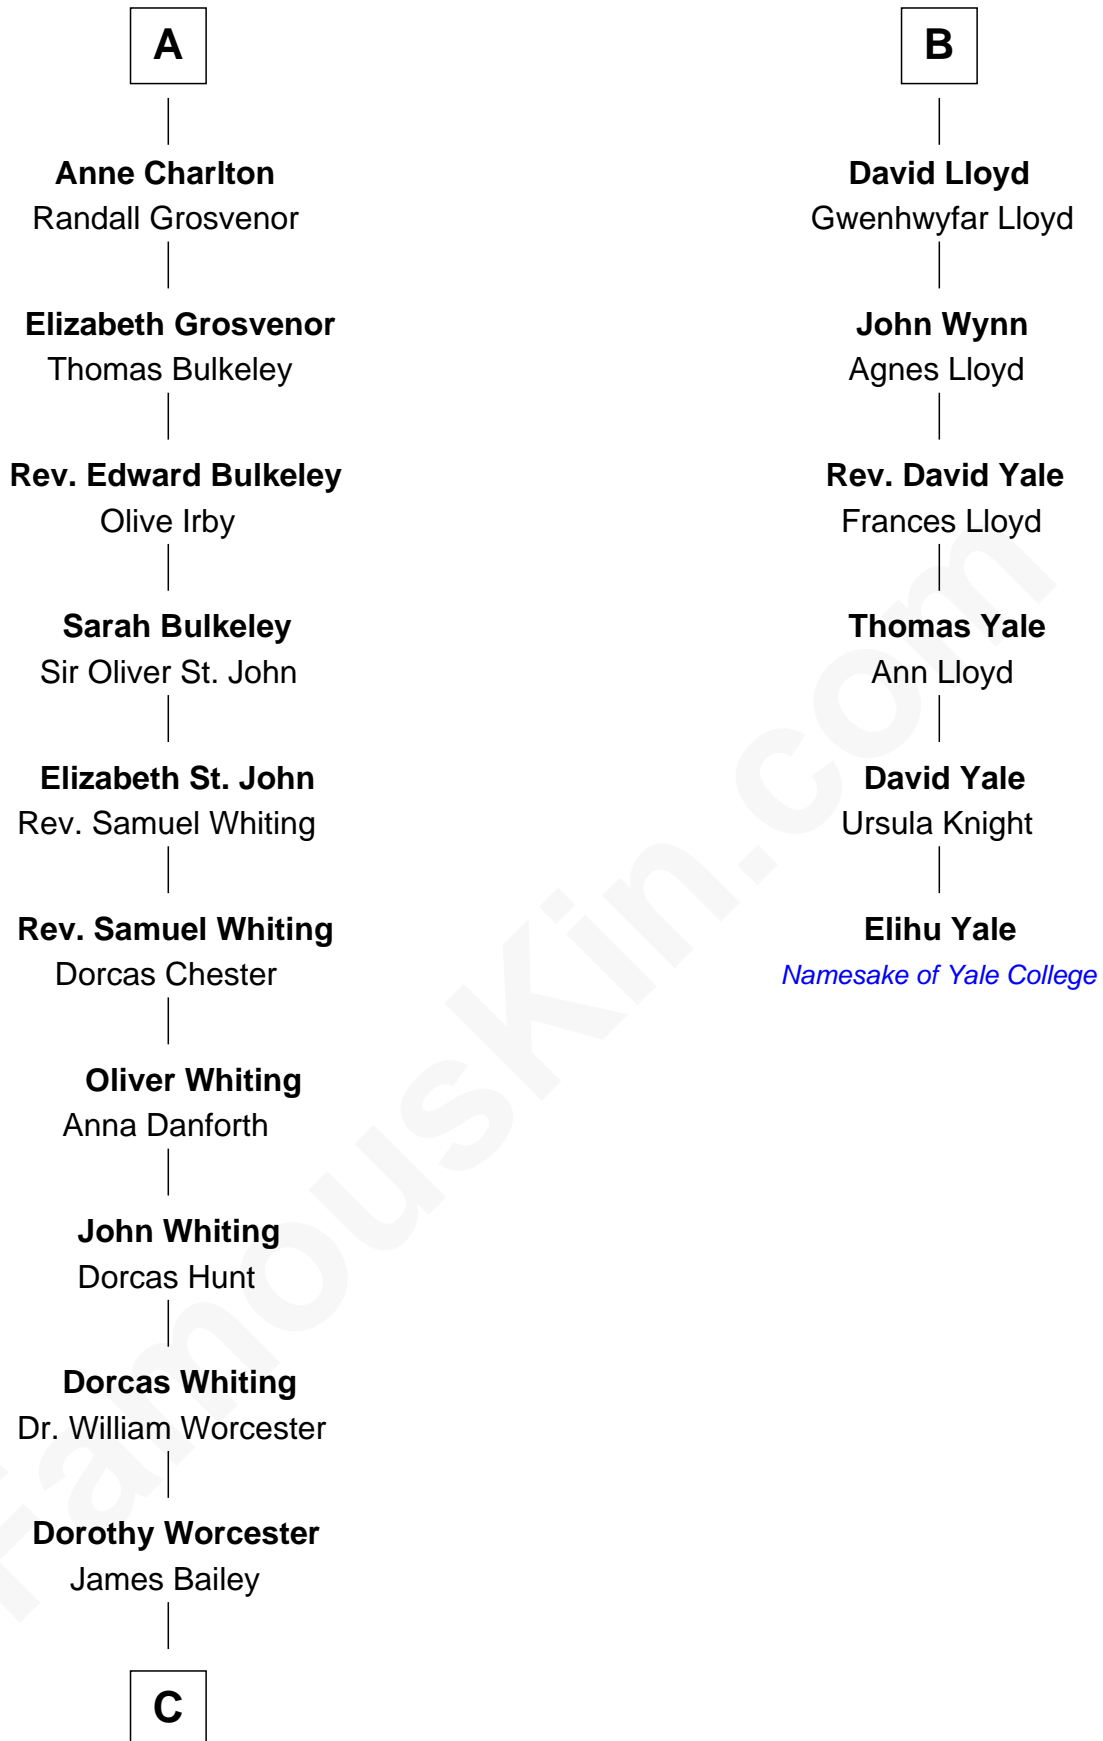 A
Anne Charlton
Randall Grosvenor
Elizabeth Grosvenor
Thomas Bulkeley
Rev. Edward Bulkeley
Olive Irby
Sarah Bulkeley
Sir Oliver St. John
Elizabeth St. John
Rev. Samuel Whiting
Rev. Samuel Whiting
Dorcas Chester
Oliver Whiting
Anna Danforth
John Whiting
Dorcas Hunt
Dorcas Whiting
Dr. William Worcester
Dorothy Worcester
James Bailey
C
B
David Lloyd
Gwenhwyfar Lloyd
John Wynn
Agnes Lloyd
Rev. David Yale
Frances Lloyd
Thomas Yale
Ann Lloyd
David Yale
Ursula Knight
Elihu Yale
Namesake of Yale College
FamousKin.com